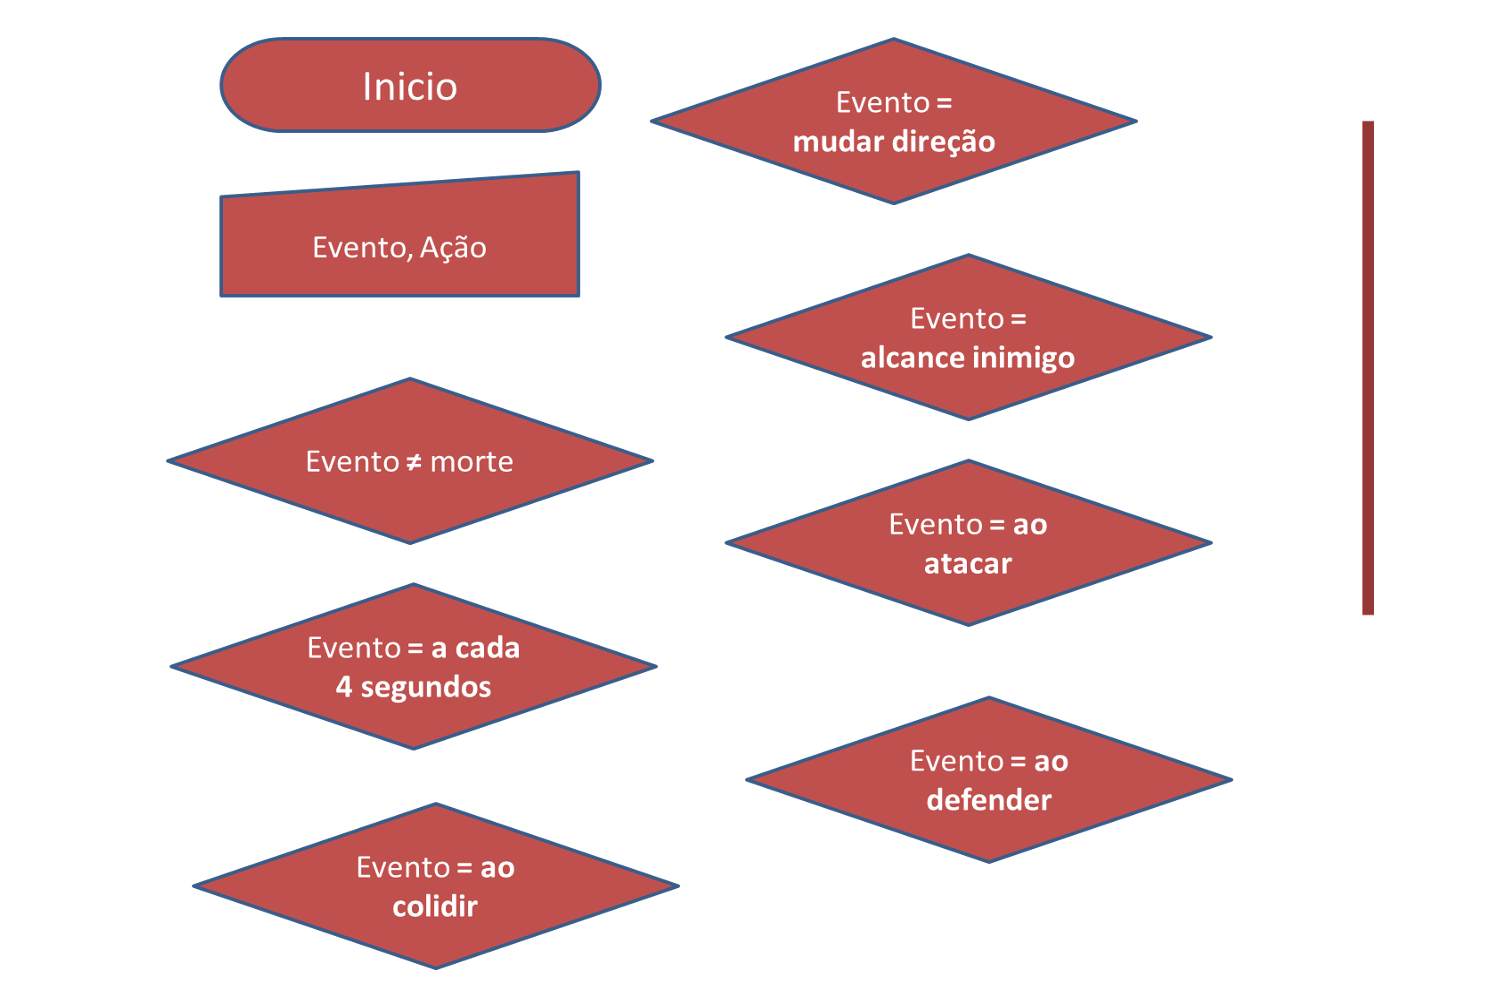 Inicio
Evento, Ação
Evento ≠ morte
Evento = a cada
4 segundos
Evento = ao
colidir
Evento =
mudar direção
Evento =
alcance inimigo
Evento = ao
atacar
Evento = ao
defender